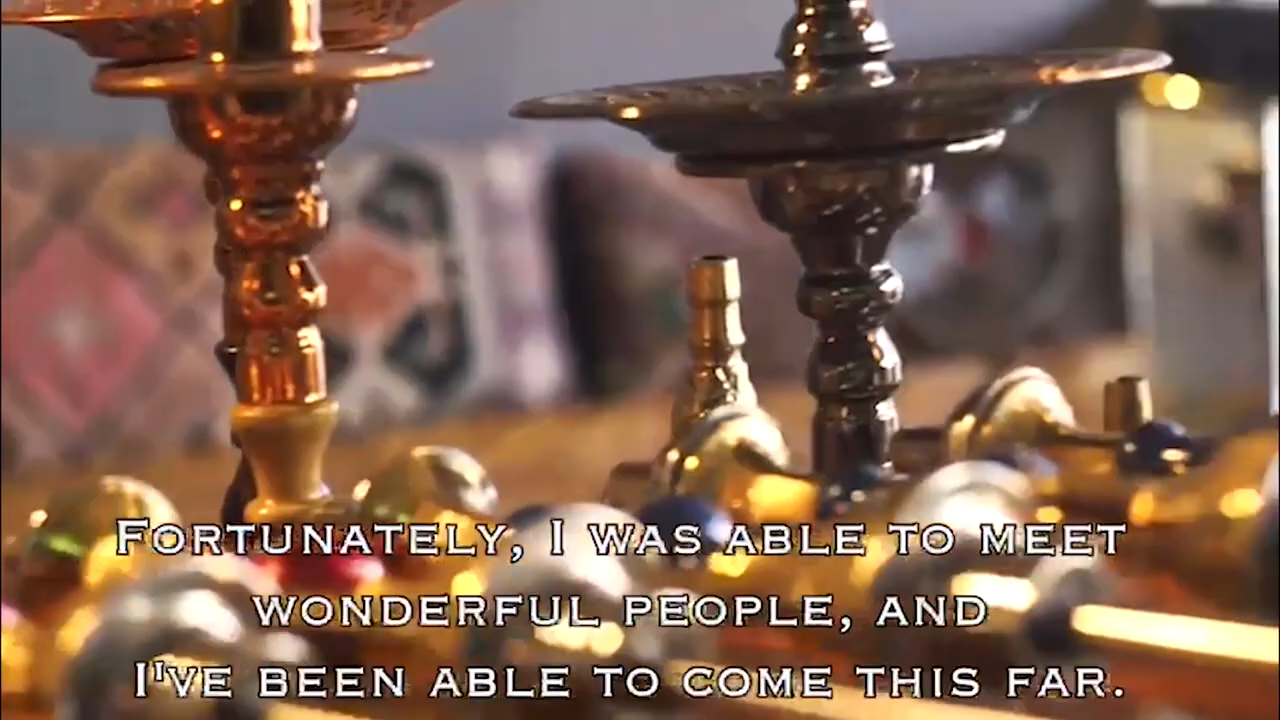 Fortunately, I was able to meet
wonderful people, and
I've been able to come this far.